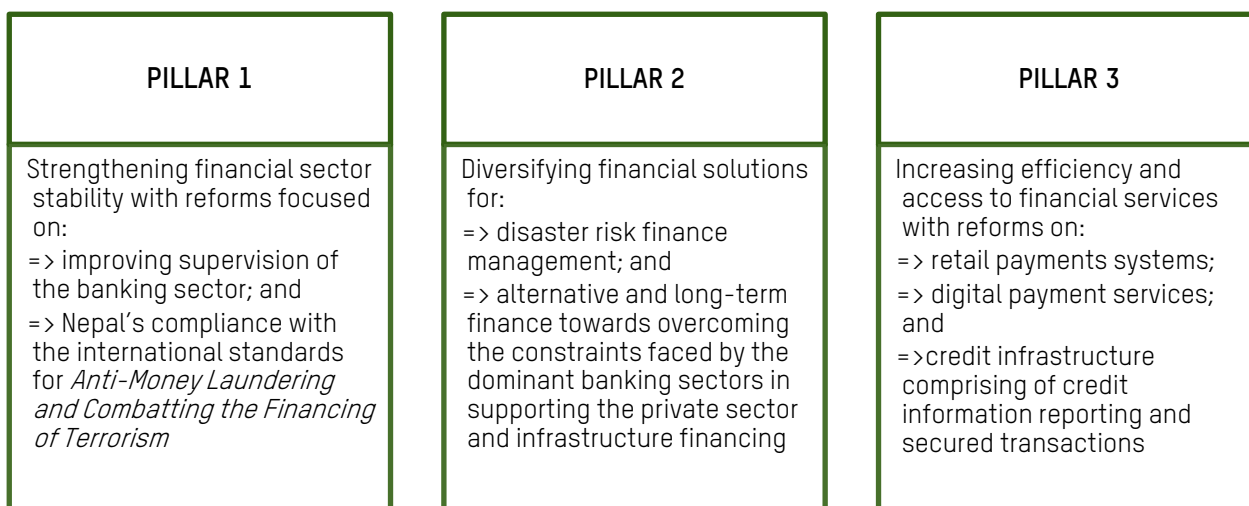 PILLAR 1
Strengthening financial sector
stability with reforms focused
on:
=> improving supervision of
the banking sector; and
=> Nepal's compliance with
the international standards
for Anti-Money Laundering
and Combatting the Financing
of Terrorism
PILLAR 2
Diversifying financial solutions
for:
=> disaster risk finance
management; and
=> alternative and long-term
finance towards overcoming
the constraints faced by the
dominant banking sectors in
supporting the private sector
and infrastructure financing
PILLAR 3
Increasing efficiency and
access to financial services
with reforms on:
=> retail payments systems;
=> digital payment services;
and
=>credit infrastructure
comprising of credit
information reporting and
secured transactions